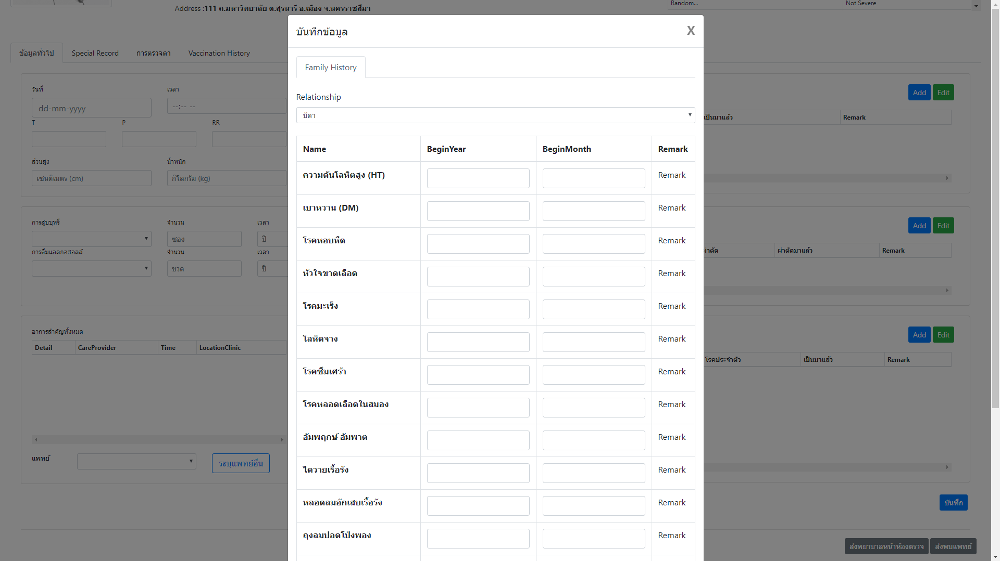 Address :111 ถ.มหาวิทยาลัย ต.สุรนารี อ.เมือง จ.นครราชสีมา
Random... Not Severe
บันทึกข้อมูล X
ข้อมูลทั่วไป Special Record การตรวจตา Vaccination History
Family History
วันที่ เวลา
dd-mm-yyyy --:-- --
T P RR
ส่วนสูง น้ำหนัก
เซนติเมตร (cm) กิโลกรัม (kg)
การสูบบุหรี่ จำนวน เวลา
ซอง ปี
การดื่มแอลกอฮอลล์ จำนวน เวลา
ขวด ปี
อาการสำคัญทั้งหมด
Detail CareProvider Time LocationClinic
แพทย์ ระบุแพทย์อื่น
Relationship
บิดา
Name BeginYear BeginMonth Remark
ความดันโลหิตสูง (HT) Remark
เบาหวาน (DM) Remark
โรคหอบหืด Remark
หัวใจขาดเลือด Remark
โรคมะเร็ง Remark
โลหิตจาง Remark
โรคซึมเศร้า Remark
โรคหลอดเลือดในสมอง Remark
อัมพฤกษ์ อัมพาต Remark
ไตวายเรื้อรัง Remark
หลอดลมอักเสบเรื้อรัง Remark
ถุงลมปอดโป่งพอง Remark
Add Edit
เป็นมาแล้ว Remark
Add Edit
ผ่าตัด ผ่าตัดมาแล้ว Remark
Add Edit
โรคประจำตัว เป็นมาแล้ว Remark
บันทึก
ส่งพยาบาลหน้าห้องตรวจ ส่งพบแพทย์